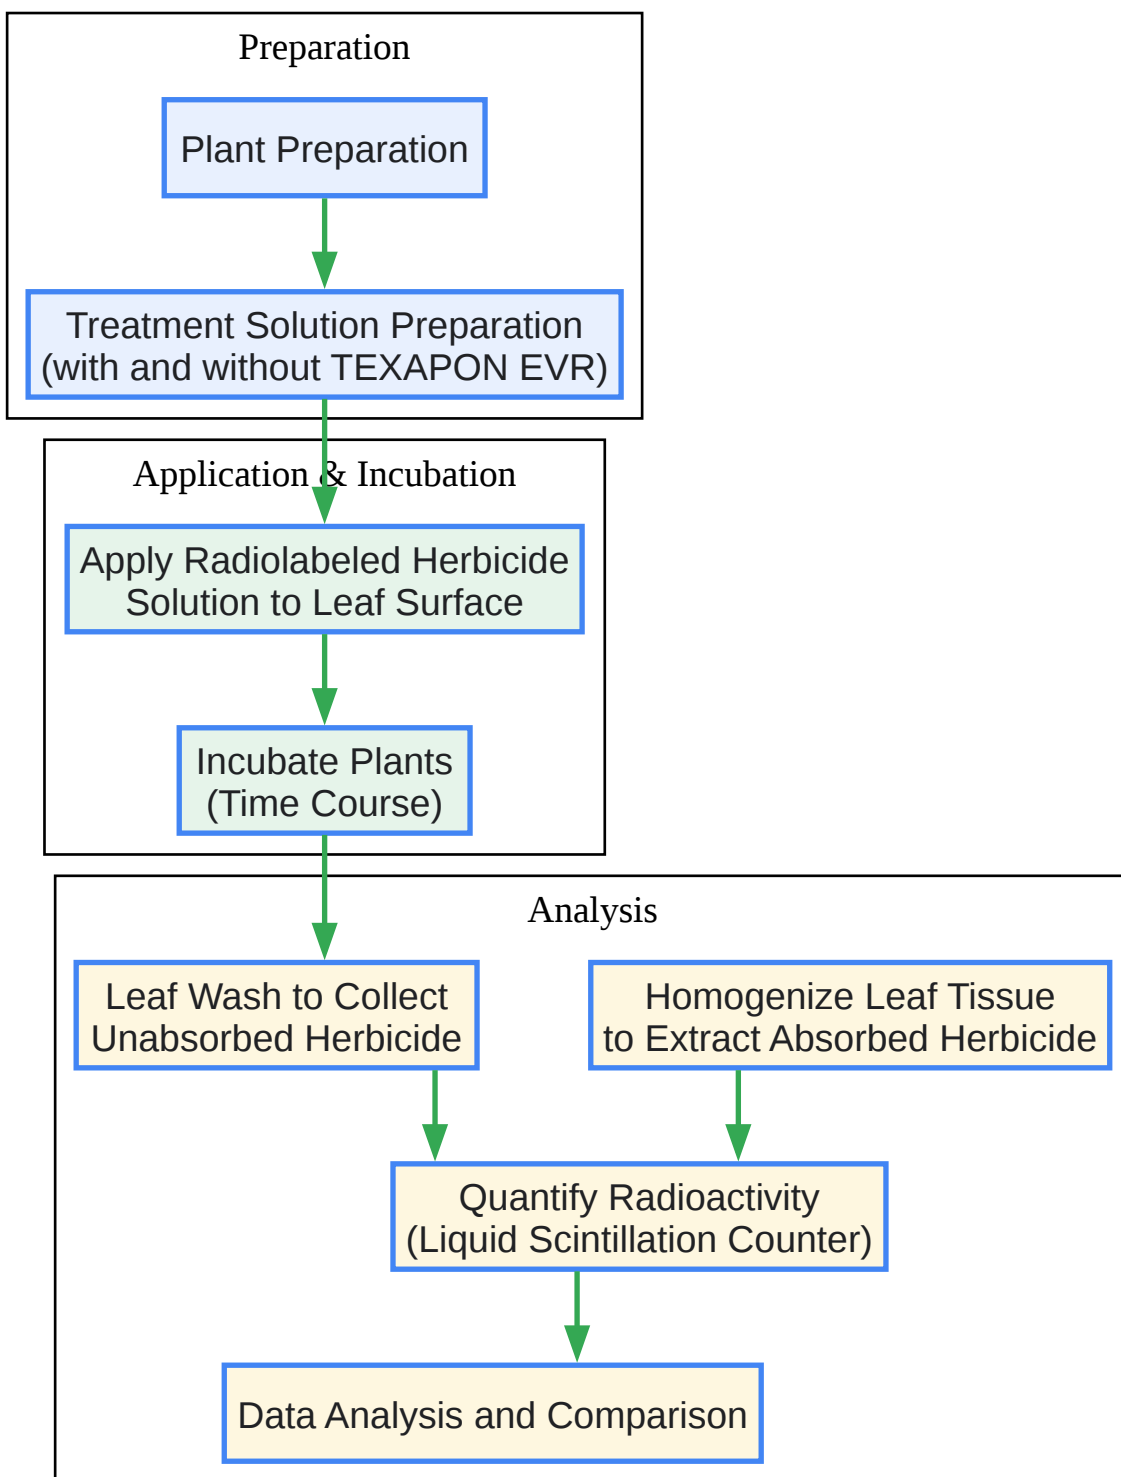 Preparation
Plant Preparation
Treatment Solution Preparation
(with and without TEXAPON EVR)
Application & Incubation
Apply Radiolabeled Herbicide
Solution to Leaf Surface
Incubate Plants
(Time Course)
Analysis
Leaf Wash to Collect
Unabsorbed Herbicide
Homogenize Leaf Tissue
to Extract Absorbed Herbicide
Quantify Radioactivity
(Liquid Scintillation Counter)
Data Analysis and Comparison